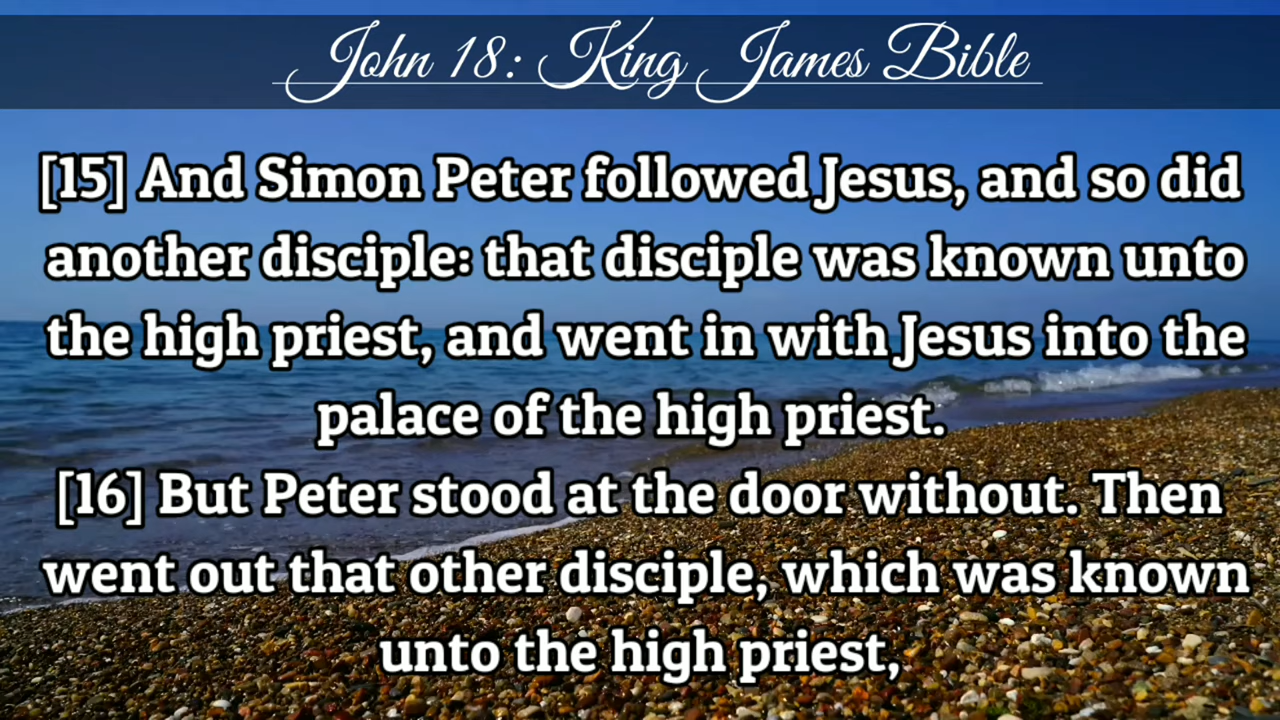 John 18: King James Bible
[15] And Simon Peter followed Jesus, and so did
another disciple: that disciple was known unto
the high priest, and went in with Jesus into the
palace of the high priest.
[16] But Peter stood at the door without. Then
went out that other disciple, which was known
unto the high priest,